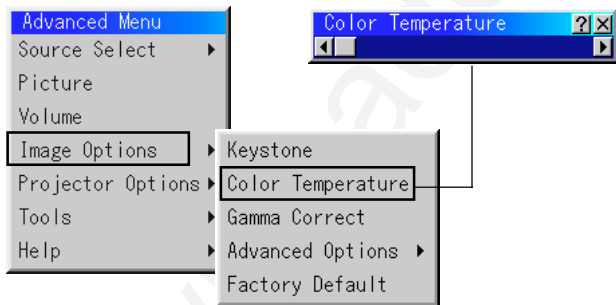 Advanced Menu
Source Select
Picture
Volume
Image Options
Projector Options
Tools
Help
Keystone
Color Temperature
Gamma Correct
Advanced Options
Factory Default
Color Temperature ? ×